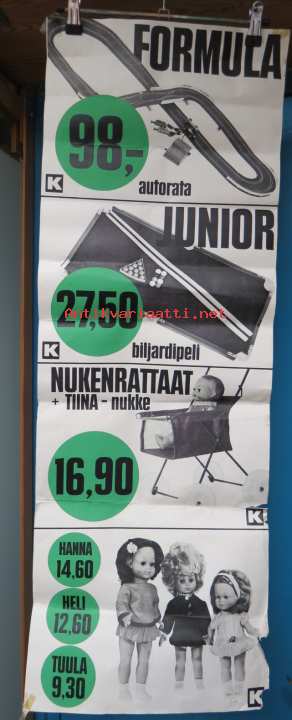 FORMULA
98,-
K autorata
JUNIOR
27,50
Antikvariaatti.net
K biljardipeli
NUKENRATTAAT
+ TIINA - nukke
16,90
K
HANNA
14,60
HELI
12,60
TUULA
9,30
K